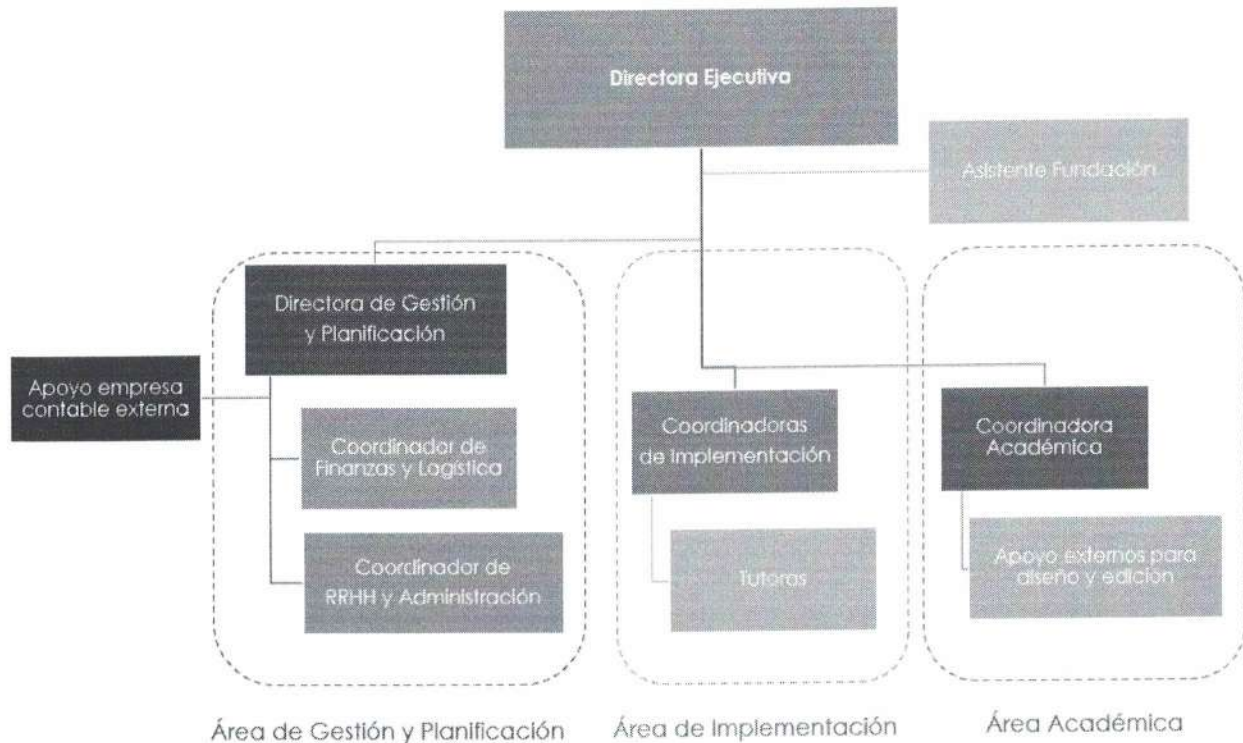 Directora Ejecutiva
Asistente Fundación
Directora de Gestión
y Planificación
Apoyo empresa
contable externa
Coordinador de
Finanzas y Logística
Coordinador de
RRHH y Administración
Coordinadoras
de Implementación
Tutoras
Coordinadora
Académica
Apoyo externos para
diseño y edición
Área de Gestión y Planificación
Área de Implementación
Área Académica